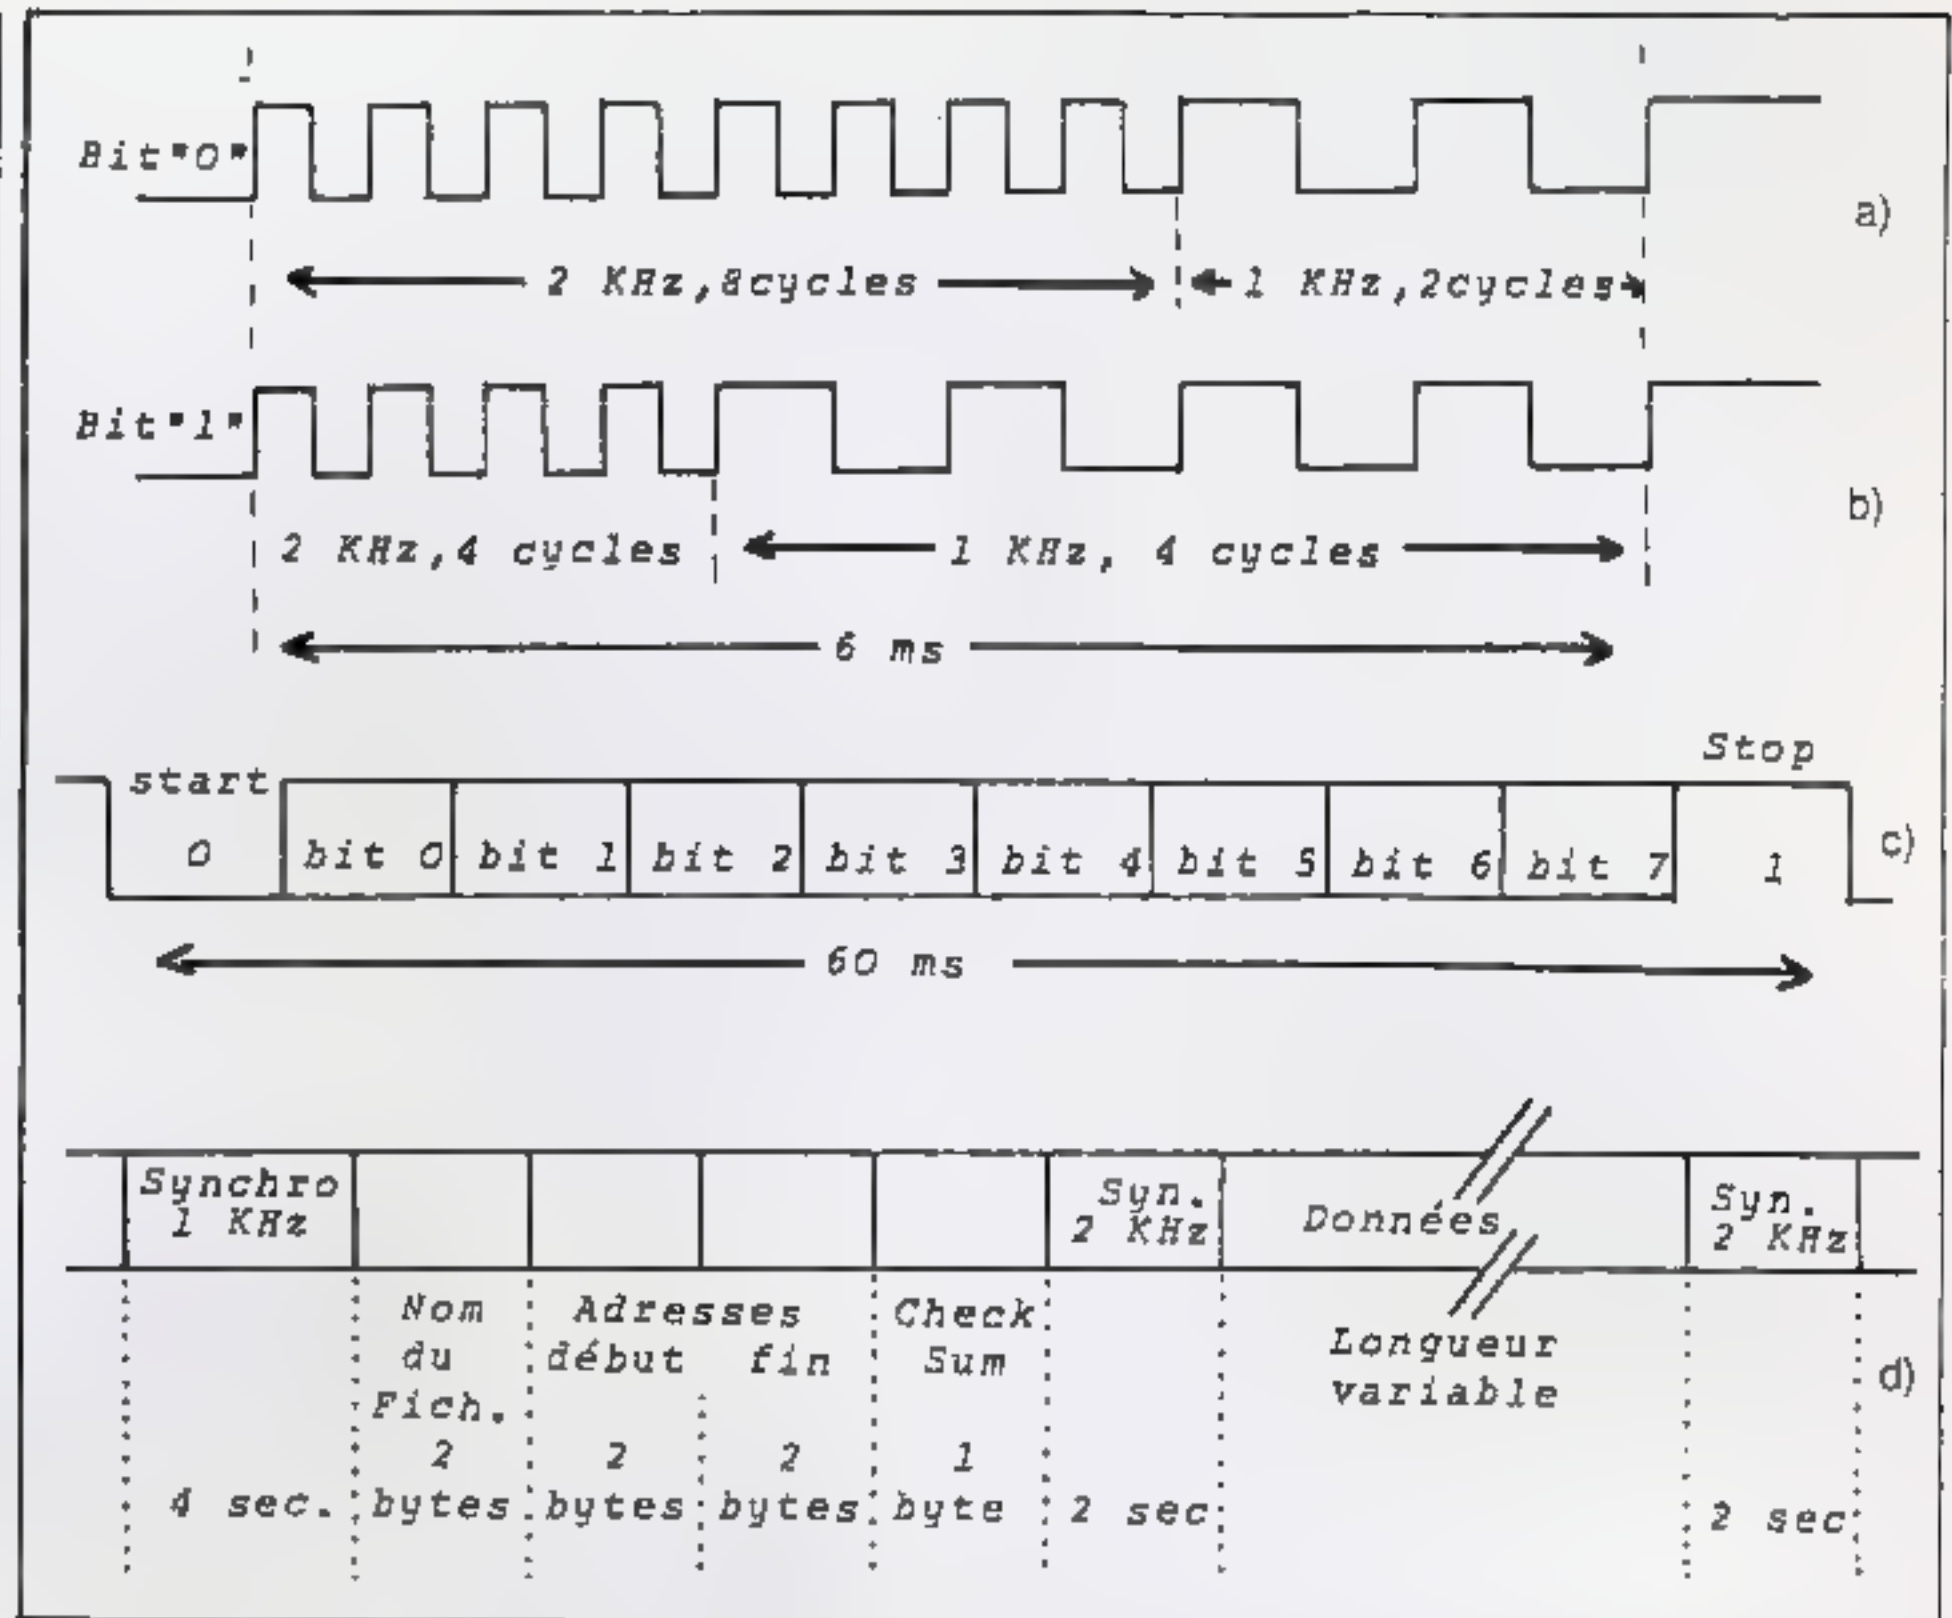 Bit"0"
a)
2 KHz,8cycles
1 KHz,2cycles
Bit"1"
b)
2 KHz,4 cycles
1 KHz, 4 cycles
6 ms
Stop
start
0
bit 0
bit 1
bit 2
bit 3
bit 4
bit 5
bit 6
bit 7
1
c)
60 ms
Synchro
1 KHz
Syn.
2 KHz
Données
Syn.
2 KHz
Nom
du
Fich.
2
bytes
Adresses
début fin
2
bytes
2
bytes
Check
Sum
1
byte
Longueur
variable
d)
4 sec.
2 sec
2 sec